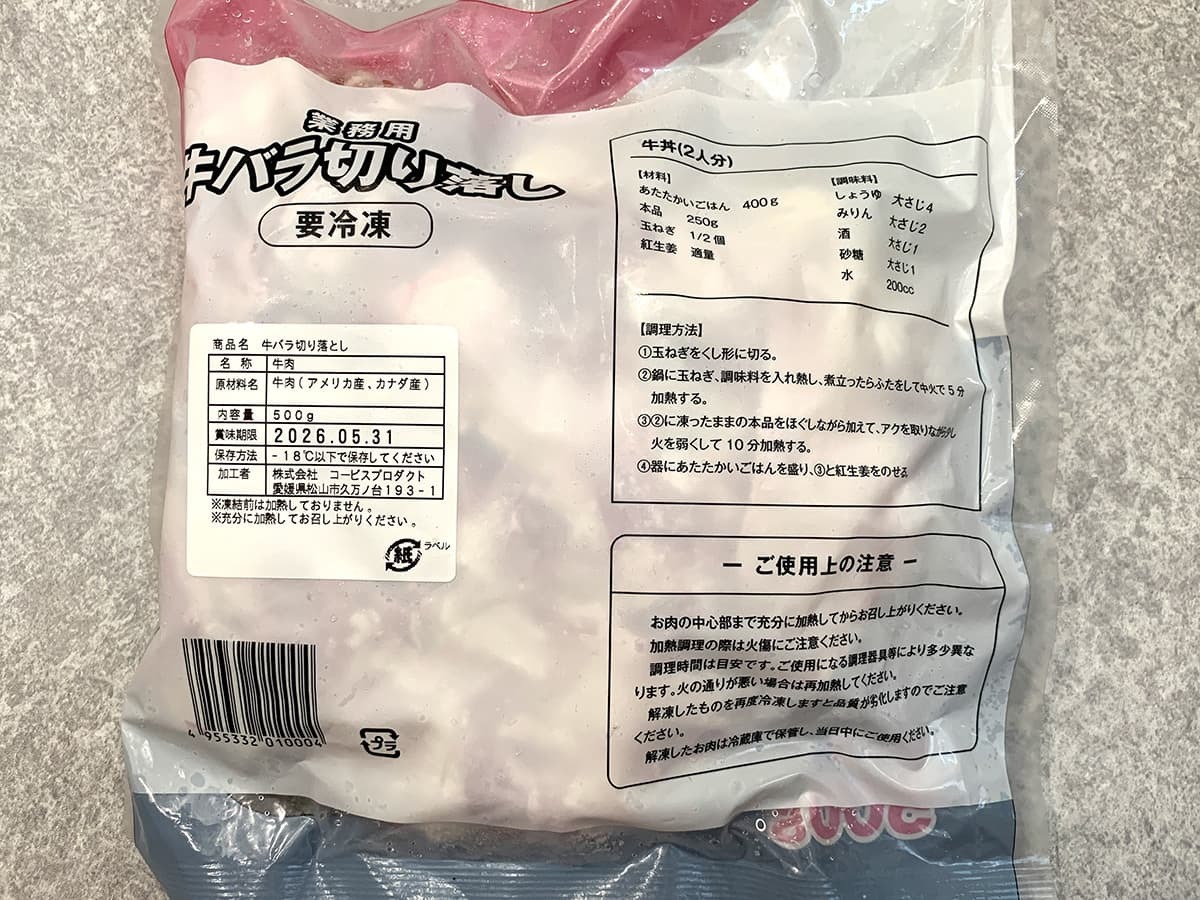 業務用
牛バラ切り落し
要冷凍
商品名 牛バラ切り落とし
名 称 牛肉
原材料名 牛肉(アメリカ産、カナダ産)
内容量 500g
賞味期限 2026.05.31
保存方法 -18℃以下で保存してください
加工者 株式会社 コービスプロダクト
愛媛県松山市久万ノ台193-1
※凍結前は加熱しておりません。
※充分に加熱してお召し上がりください。
紙 ラベル
4 955332 010004
プラ
牛丼(2人分)
【材料】
あたたかいごはん 400g
本品 250g
玉ねぎ 1/2個
紅生姜 適量
【調味料】
しょうゆ 大さじ4
みりん 大さじ2
酒 大さじ1
砂糖 大さじ1
水 200cc
【調理方法】
①玉ねぎをくし形に切る。
②鍋に玉ねぎ、調味料を入れ熱し、煮立ったらふたをして中火で5分
加熱する。
③②に凍ったままの本品をほぐしながら加えて、アクを取りながら少し
火を弱くして10分加熱する。
④器にあたたかいごはんを盛り、③と紅生姜をのせる
ー ご使用上の注意 ー
お肉の中心部まで充分に加熱してからお召し上がりください。
加熱調理の際は火傷にご注意ください。
調理時間は目安です。ご使用になる調理器具等により多少異な
ります。火の通りが悪い場合は再加熱してください。
解凍したものを再度冷凍しますと品質が劣化しますのでご注意
ください。
解凍したお肉は冷蔵庫で保管し、当日中にご使用ください。